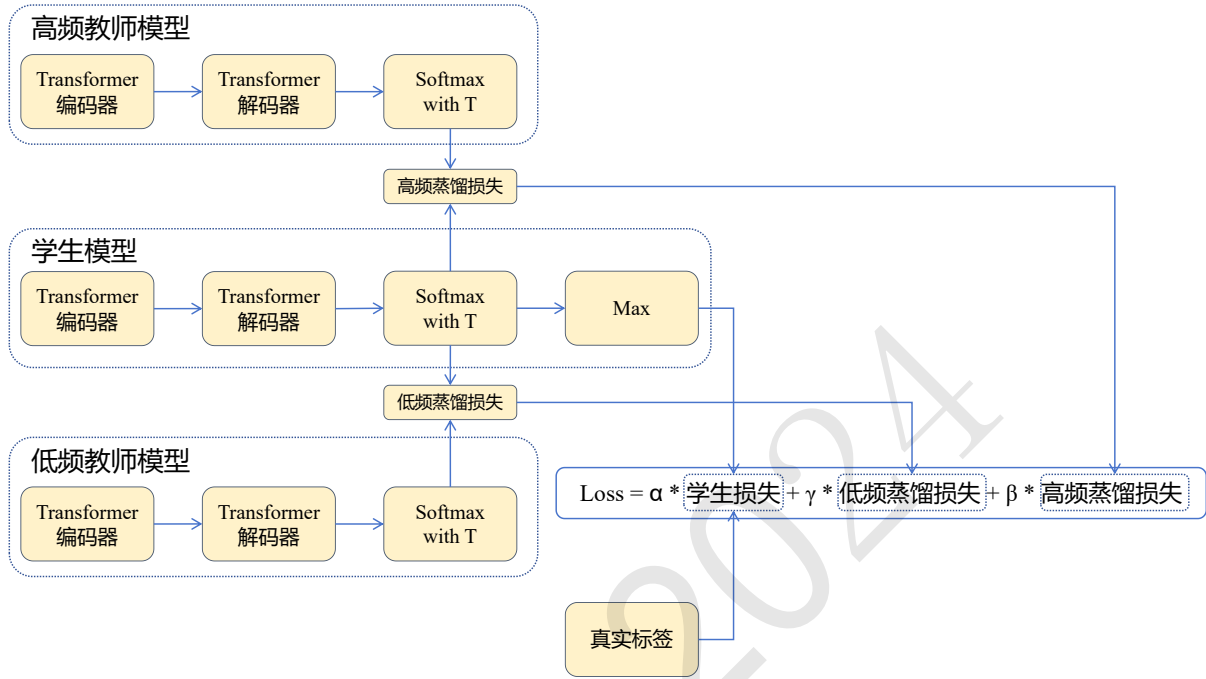 高频教师模型
Transformer
编码器
Transformer
解码器
Softmax
with T
高频蒸馏损失
学生模型
Transformer
编码器
Transformer
解码器
Softmax
with T
Max
低频蒸馏损失
低频教师模型
Transformer
编码器
Transformer
解码器
Softmax
with T
Loss = α * 学生损失 + γ * 低频蒸馏损失 + β * 高频蒸馏损失
真实标签
2024